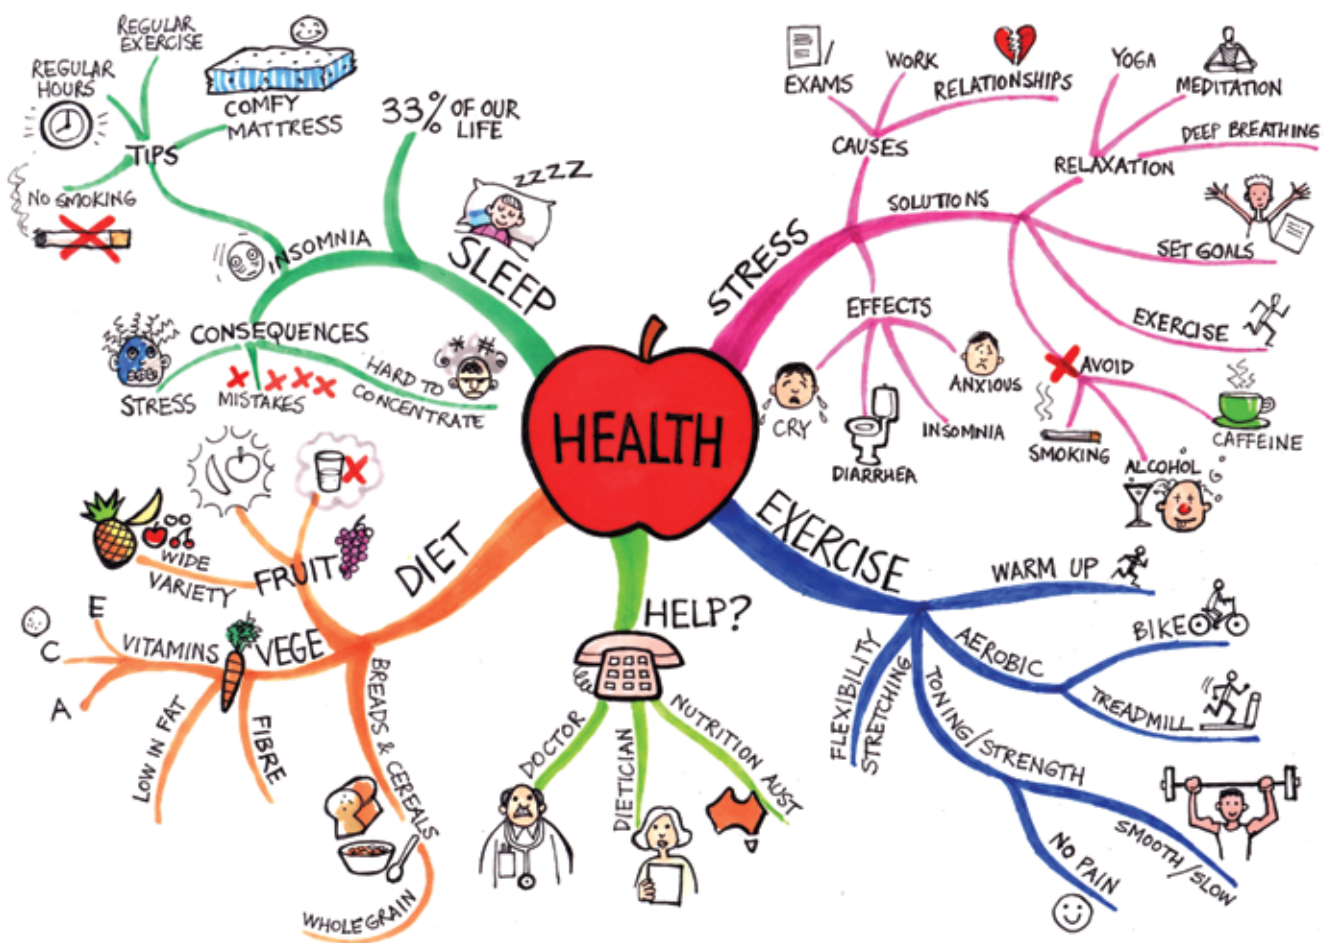 HEALTH
SLEEP
ZZZZ
33% OF OUR
LIFE
INSOMNIA
TIPS
REGULAR
HOURS
REGULAR
EXERCISE
COMFY
MATTRESS
NO SMOKING
CONSEQUENCES
STRESS
MISTAKES
HARD TO
CONCENTRATE
*#
STRESS
CAUSES
EXAMS
WORK
RELATIONSHIPS
SOLUTIONS
RELAXATION
YOGA
MEDITATION
DEEP BREATHING
SET GOALS
EXERCISE
AVOID
SMOKING
ALCOHOL
CAFFEINE
EFFECTS
CRY
DIARRHEA
INSOMNIA
ANXIOUS
EXERCISE
WARM UP
AEROBIC
BIKE
TREADMILL
TONING/STRENGTH
SMOOTH/SLOW
NO PAIN
FLEXIBILITY
STRETCHING
HELP?
DOCTOR
DIETICIAN
NUTRITION AUST
DIET
FRUIT
WIDE
VARIETY
VEGE
VITAMINS
E
C
A
LOW IN FAT
FIBRE
BREADS & CEREALS
WHOLEGRAIN